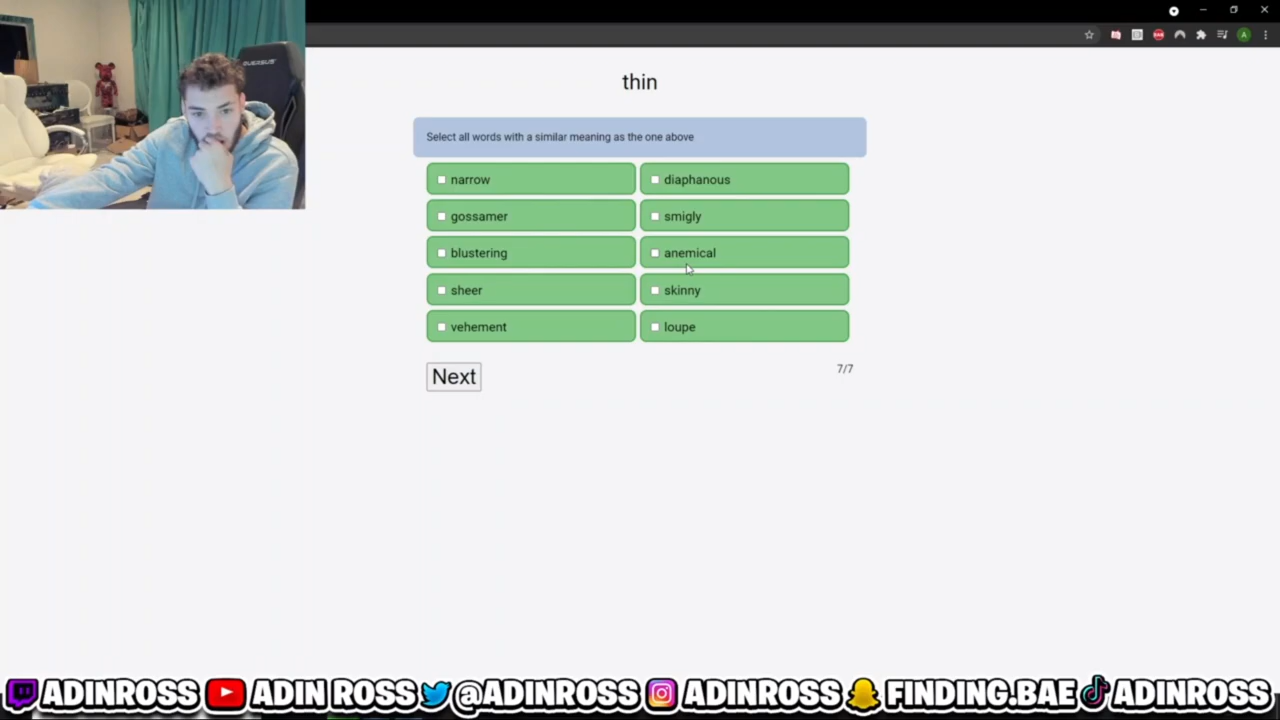 thin
Select all words with a similar meaning as the one above
narrow
diaphanous
gossamer
smigly
blustering
anemical
sheer
skinny
vehement
loupe
Next
7/7
ADINROSS ADIN ROSS @ADINROSS ADINROSS FINDING.BAE ADINROSS